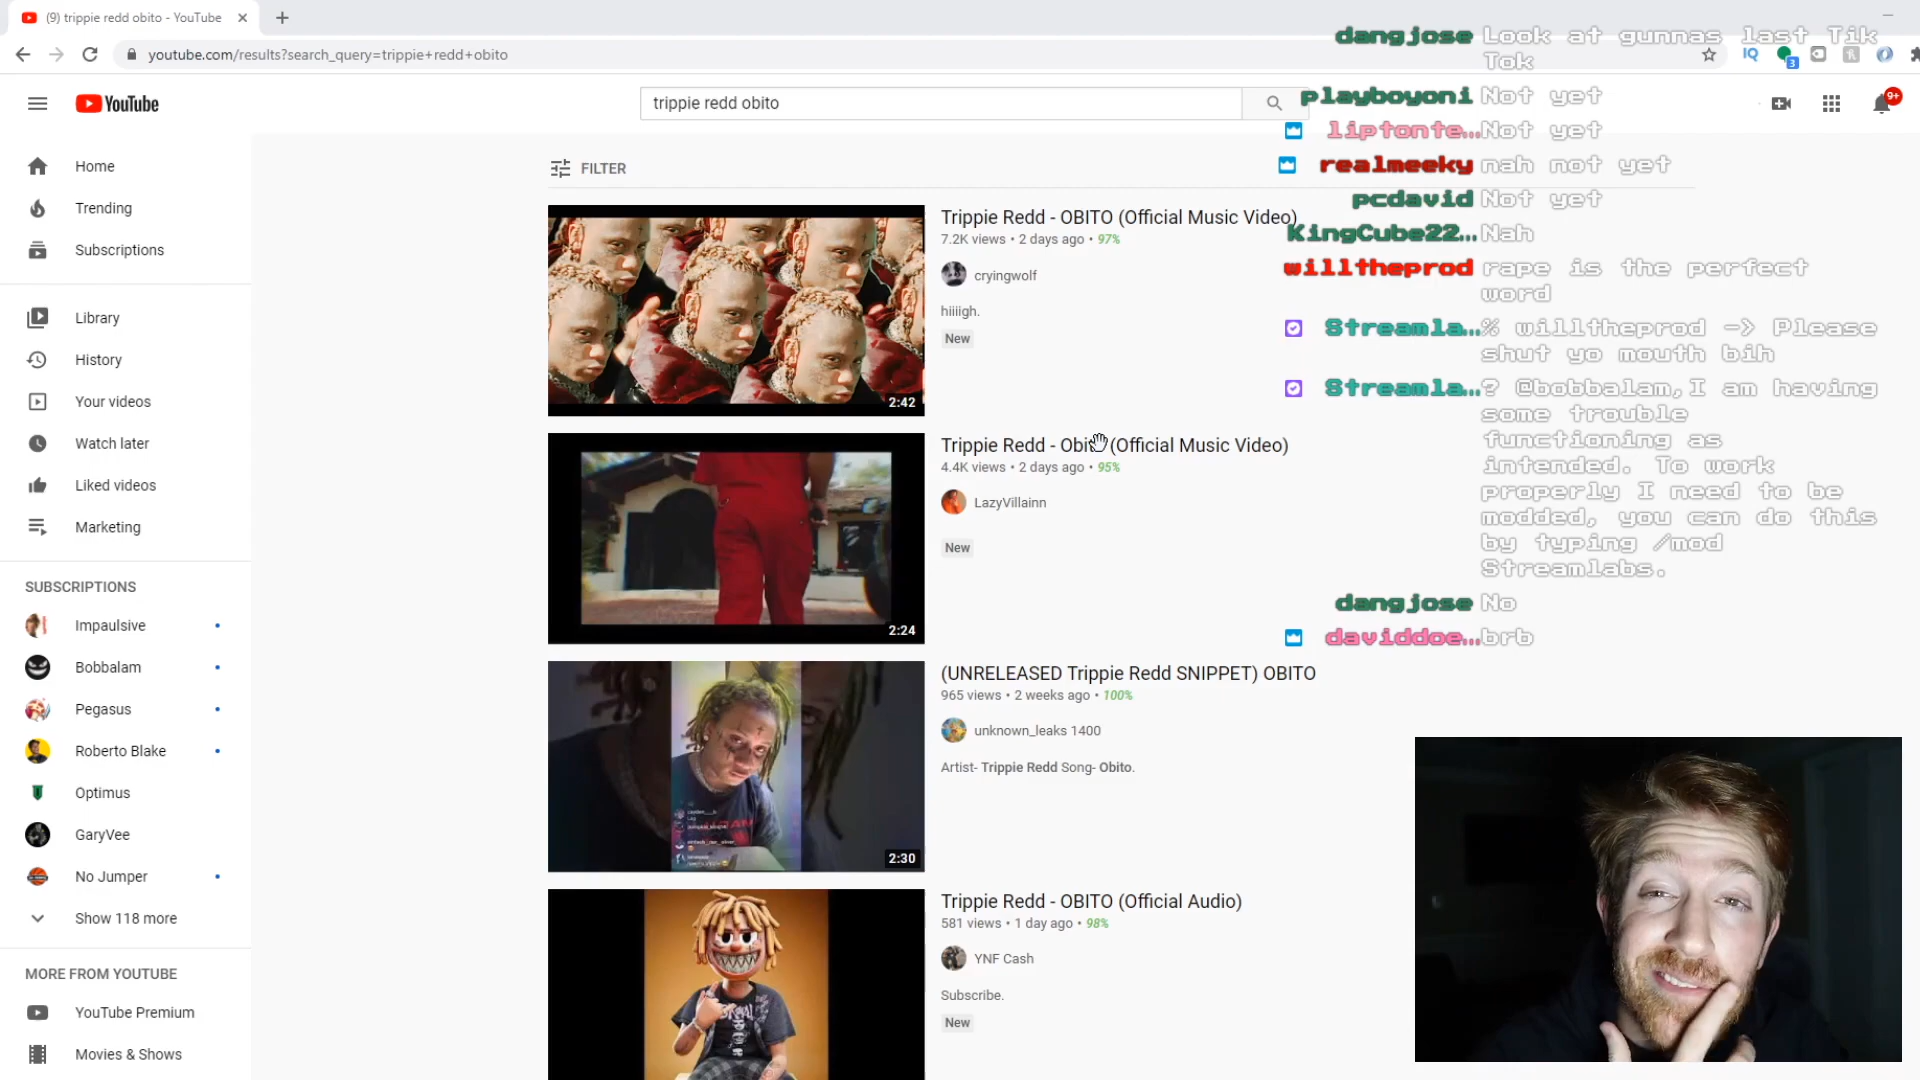 (9) trippie redd obito - YouTube
youtube.com/results?search_query=trippie+redd+obito
YouTube
trippie redd obito
9+
IQ
3
Home
Trending
Subscriptions
Library
History
Your videos
Watch later
Liked videos
Marketing
SUBSCRIPTIONS
Impaulsive
Bobbalam
Pegasus
Roberto Blake
Optimus
GaryVee
No Jumper
Show 118 more
MORE FROM YOUTUBE
YouTube Premium
Movies & Shows
FILTER
2:42
Trippie Redd - OBITO (Official Music Video)
7.2K views • 2 days ago • 97%
cryingwolf
hiiiigh.
New
2:24
Trippie Redd - Obito (Official Music Video)
4.4K views • 2 days ago • 95%
LazyVillainn
New
2:30
(UNRELEASED Trippie Redd SNIPPET) OBITO
965 views • 2 weeks ago • 100%
unknown_leaks 1400
Artist- Trippie Redd Song- Obito.
Trippie Redd - OBITO (Official Audio)
581 views • 1 day ago • 98%
YNF Cash
Subscribe.
New
dangjose Look at gunnas last Tik
Tok
playboyoni Not yet
liptonte... Not yet
realmeeky nah not yet
pcdavid Not yet
KingCube22... Nah
willtheprod rape is the perfect
word
Streamla... % willtheprod -> Please
shut yo mouth bih
Streamla... ? @bobbalam,I am having
some trouble
functioning as
intended. To work
properly I need to be
modded, you can do this
by typing /mod
Streamlabs.
dangjose No
daviddoe... brb